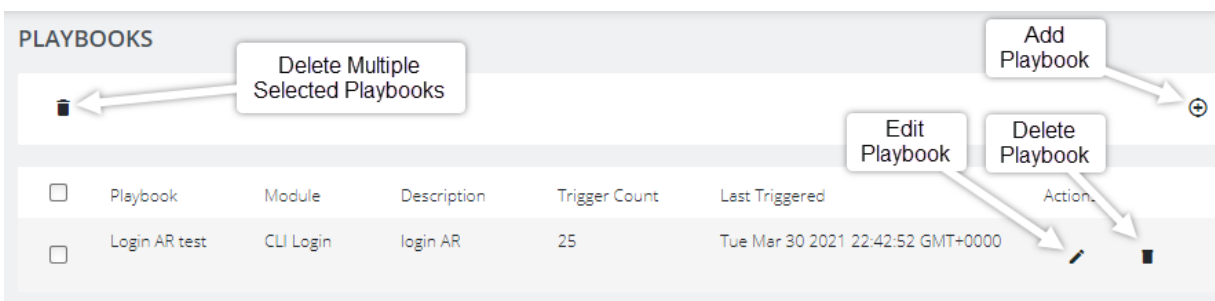 PLAYBOOKS
Delete Multiple
Selected Playbooks
Add
Playbook
Edit
Playbook
Delete
Playbook
Playbook Module Description Trigger Count Last Triggered Action
Login AR test CLI Login login AR 25 Tue Mar 30 2021 22:42:52 GMT+0000